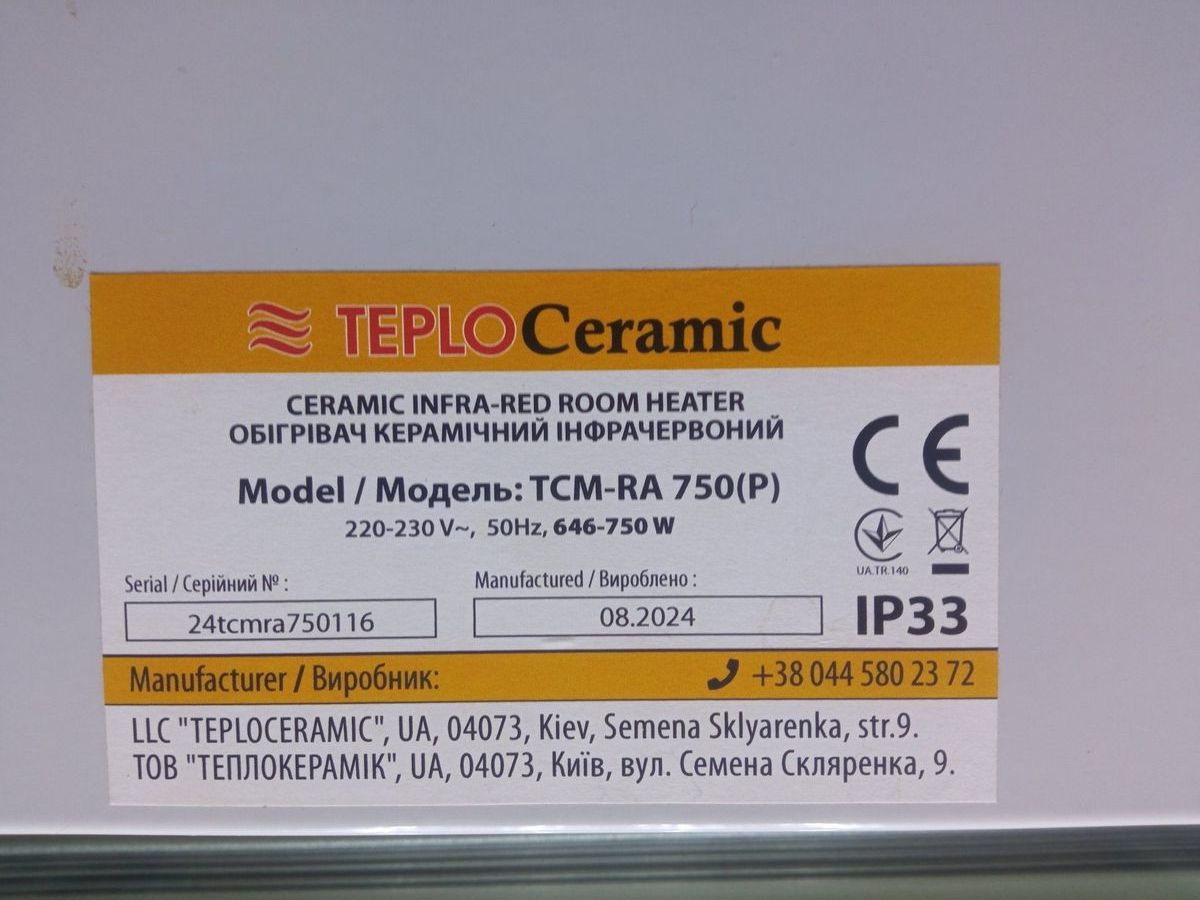 TEPLOCeramic
CERAMIC INFRA-RED ROOM HEATER
ОБІГРІВАЧ КЕРАМІЧНИЙ ІНФРАЧЕРВОНИЙ
Model / Модель: TCM-RA 750(P)
220-230 V~, 50Hz, 646-750 W
CE
UA.TR.140
Serial / Серійний № :
24tcmra750116
Manufactured / Вироблено :
08.2024
IP33
Manufacturer / Виробник:
+38 044 580 23 72
LLC "TEPLOCERAMIC", UA, 04073, Kiev, Semena Sklyarenka, str.9.
ТОВ "ТЕПЛОКЕРАМІК", UA, 04073, Київ, вул. Семена Скляренка, 9.